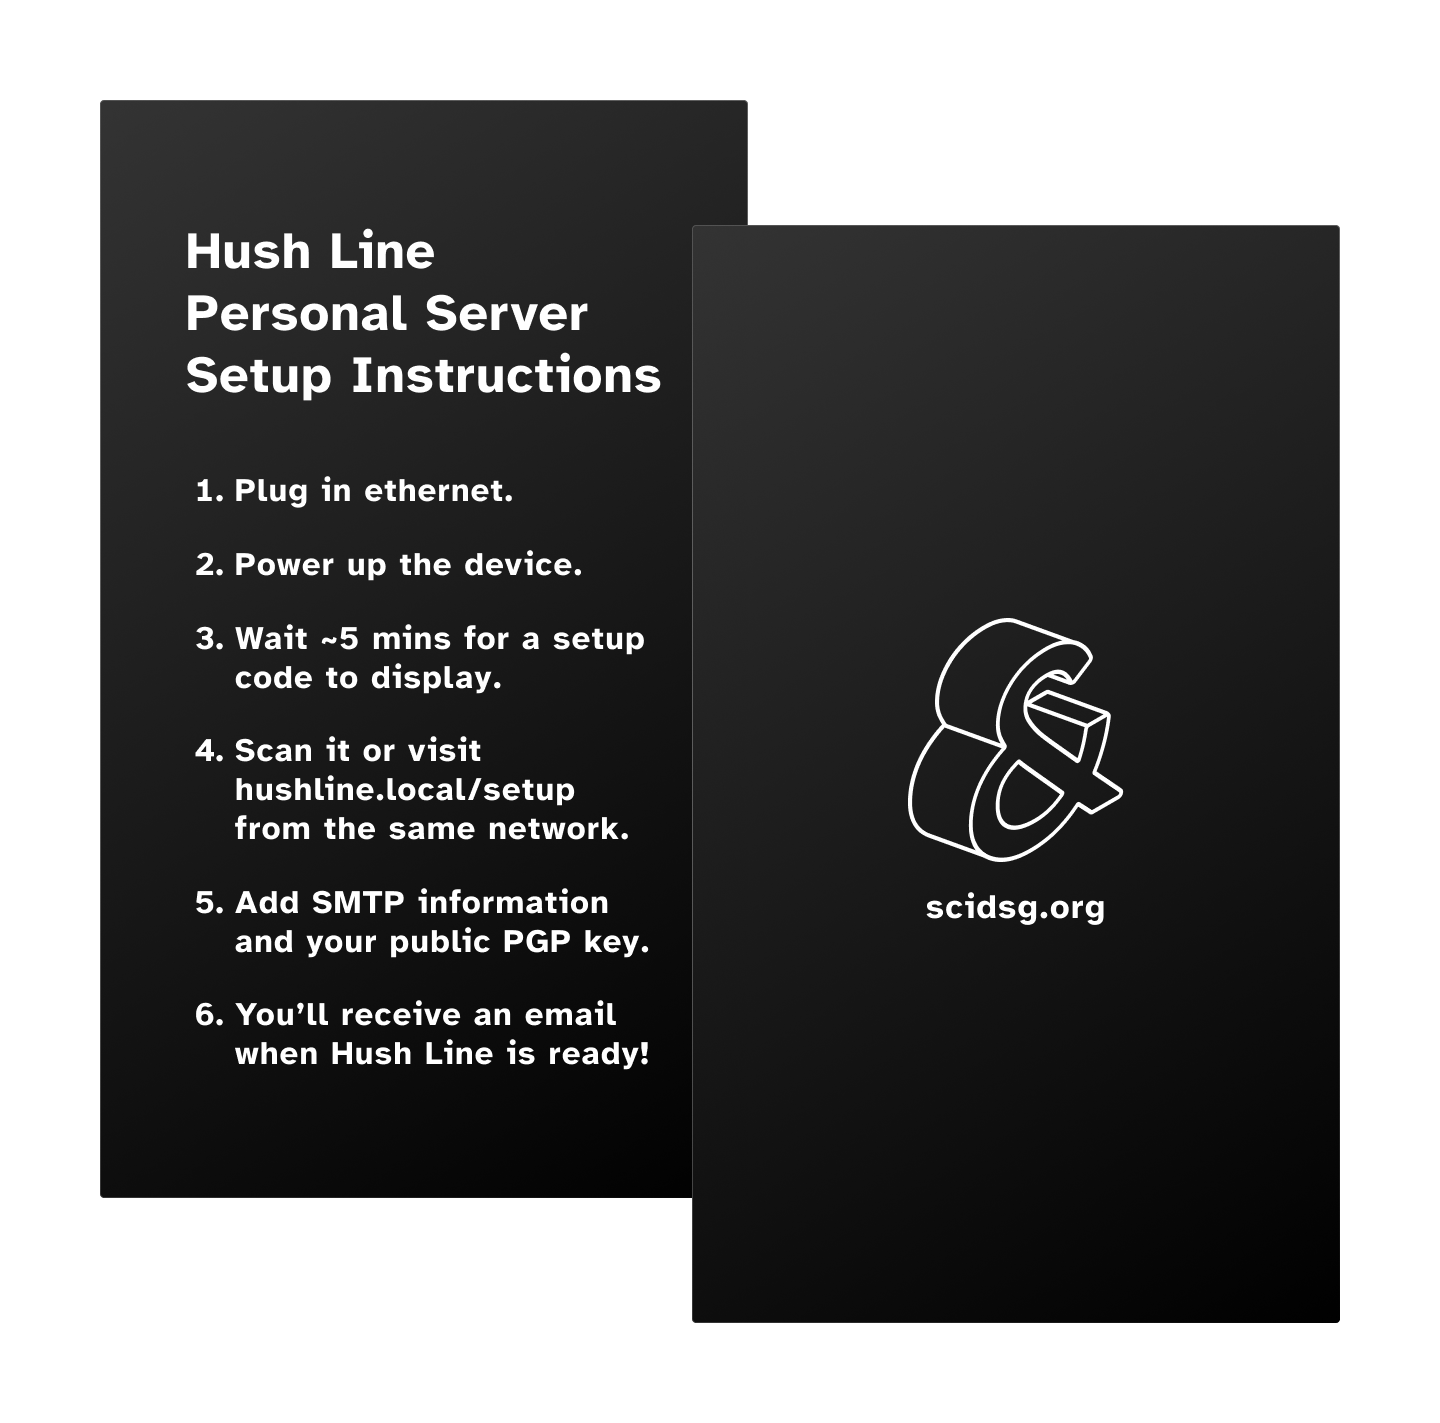 Hush Line
Personal Server
Setup Instructions
1. Plug in ethernet.
2. Power up the device.
3. Wait ~5 mins for a setup
code to display.
4. Scan it or visit
hushline.local/setup
from the same network.
5. Add SMTP information
and your public PGP key.
6. You’ll receive an email
when Hush Line is ready!
&
scidsg.org